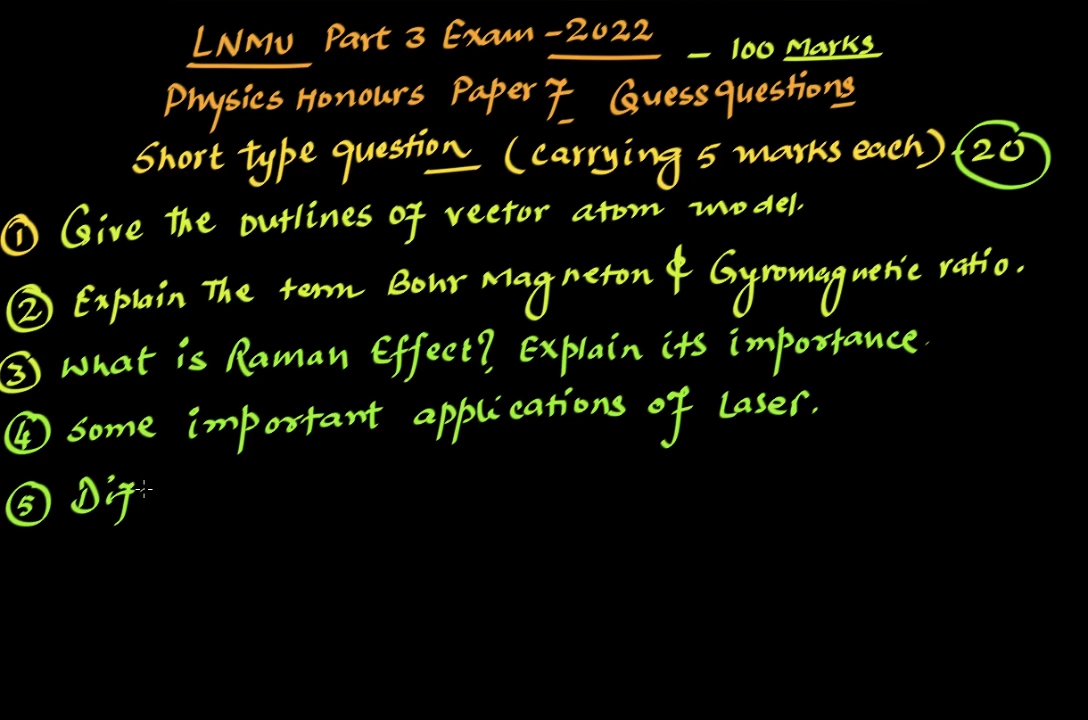 LNMU Part 3 Exam - 2022 - 100 Marks
Physics Honours Paper 7 Guess questions
Short type question (carrying 5 marks each) - 20
① Give the outlines of vector atom model.
② Explain The term Bohr Magneton & Gyromagnetic ratio.
③ What is Raman Effect? Explain its importance.
④ Some important applications of Laser.
⑤ Dif